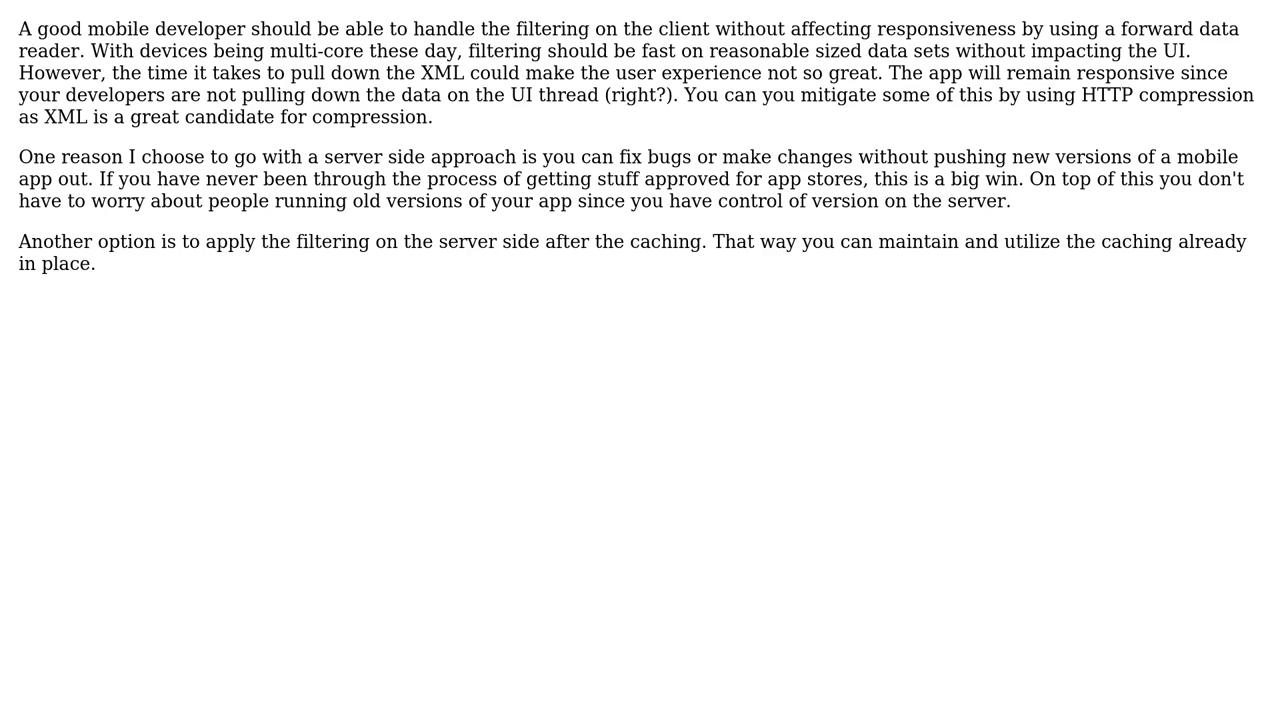 A good mobile developer should be able to handle the filtering on the client without affecting responsiveness by using a forward data
reader. With devices being multi-core these day, filtering should be fast on reasonable sized data sets without impacting the UI.
However, the time it takes to pull down the XML could make the user experience not so great. The app will remain responsive since
your developers are not pulling down the data on the UI thread (right?). You can you mitigate some of this by using HTTP compression
as XML is a great candidate for compression.
One reason I choose to go with a server side approach is you can fix bugs or make changes without pushing new versions of a mobile
app out. If you have never been through the process of getting stuff approved for app stores, this is a big win. On top of this you don't
have to worry about people running old versions of your app since you have control of version on the server.
Another option is to apply the filtering on the server side after the caching. That way you can maintain and utilize the caching already
in place.